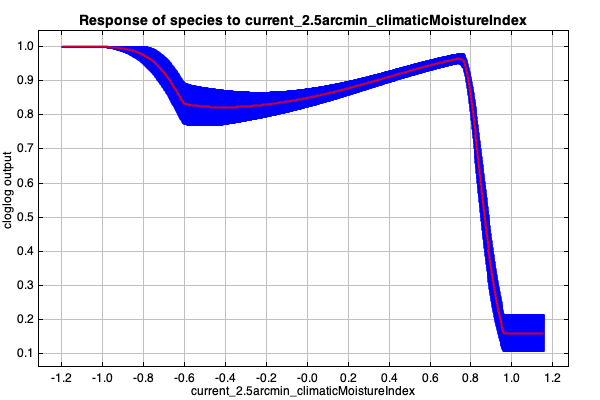 Response of species to current_2.5arcmin_climaticMoistureIndex
cloglog output
1.0
0.9
0.8
0.7
0.6
0.5
0.4
0.3
0.2
0.1
-1.2 -1.0 -0.8 -0.6 -0.4 -0.2 -0.0 0.2 0.4 0.6 0.8 1.0 1.2
current_2.5arcmin_climaticMoistureIndex